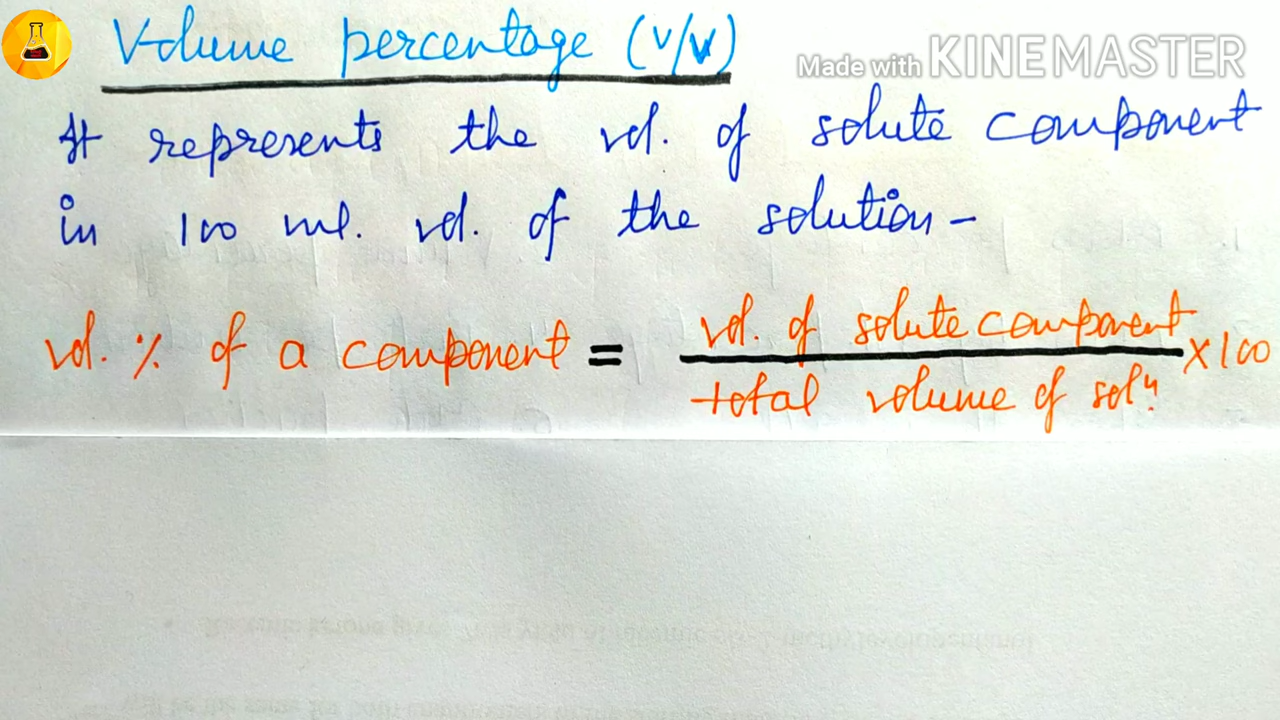 Volume percentage (v/v)
Made with KINEMASTER
It represents the vol. of solute component
in 100 ml. vol. of the solution-
vol. % of a component = vol. of solute component × 100
total volume of solⁿ.